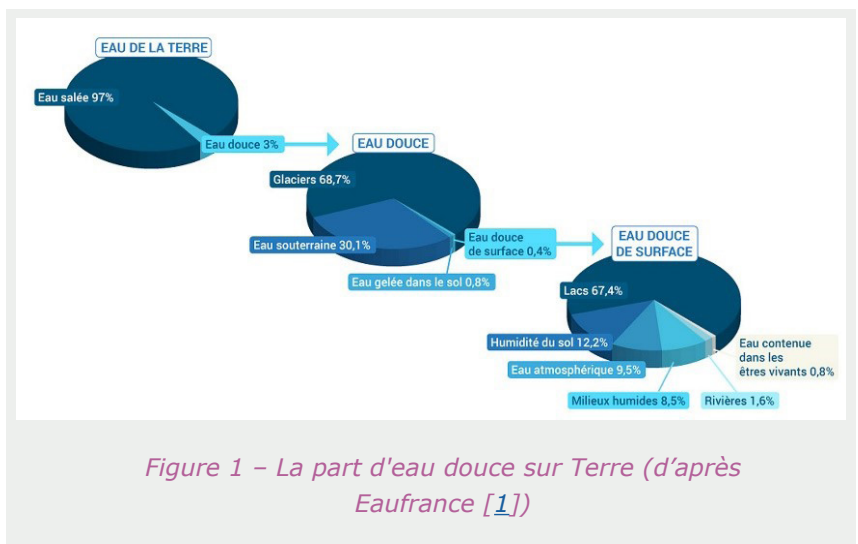 EAU DE LA TERRE
Eau salée 97%
Eau douce 3%
EAU DOUCE
Glaciers 68,7%
Eau souterraine 30,1%
Eau douce
de surface 0,4%
Eau gelée dans le sol 0,8%
EAU DOUCE
DE SURFACE
Lacs 67,4%
Humidité du sol 12,2%
Eau atmosphérique 9,5%
Milieux humides 8,5%
Rivières 1,6%
Eau contenue
dans les
êtres vivants 0,8%
Figure 1 – La part d'eau douce sur Terre (d’après
Eaufrance [1])